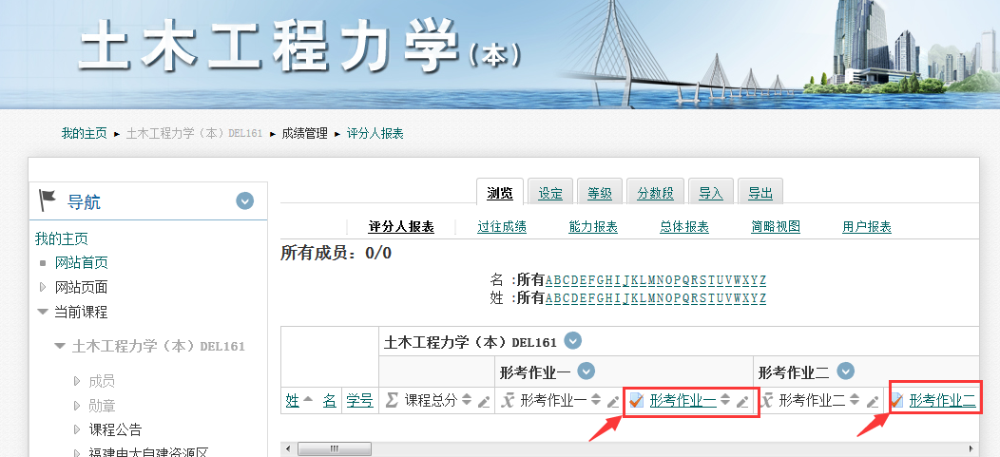 土木工程力学(本)
我的主页 ► 土木工程力学（本）DEL161 ► 成绩管理 ► 评分人报表
导航
我的主页
网站首页
网站页面
当前课程
土木工程力学（本）DEL161
成员
勋章
课程公告
福建电大自建资源区
浏览 设定 等级 分数段 导入 导出
评分人报表 过往成绩 能力报表 总体报表 简略视图 用户报表
所有成员：0/0
名 :所有ABCDEFGHIJKLMNOPQRSTUVWXYZ
姓 :所有ABCDEFGHIJKLMNOPQRSTUVWXYZ
土木工程力学（本）DEL161
形考作业一 形考作业二
姓 名 学号 Σ 课程总分 x̄ 形考作业一 形考作业一 x̄ 形考作业二 形考作业二